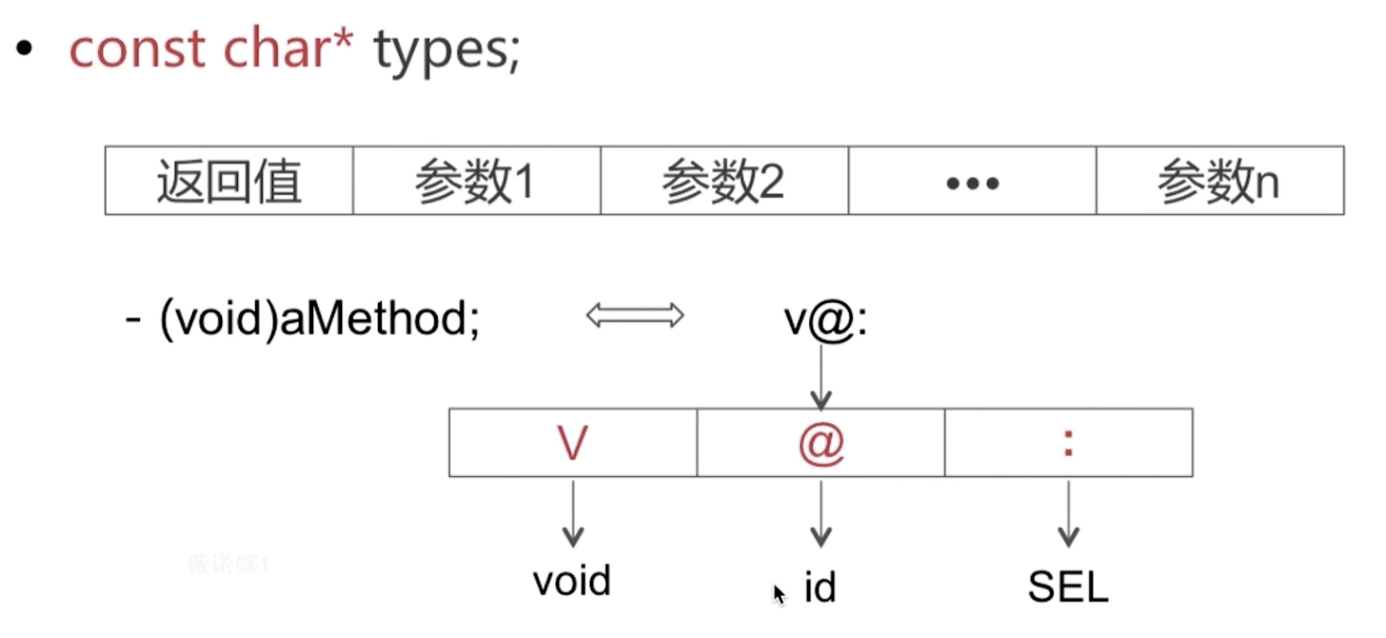 • const char* types;
返回值 参数1 参数2 ••• 参数n
- (void)aMethod; v@:
V @ :
void id SEL
薇诺娜1